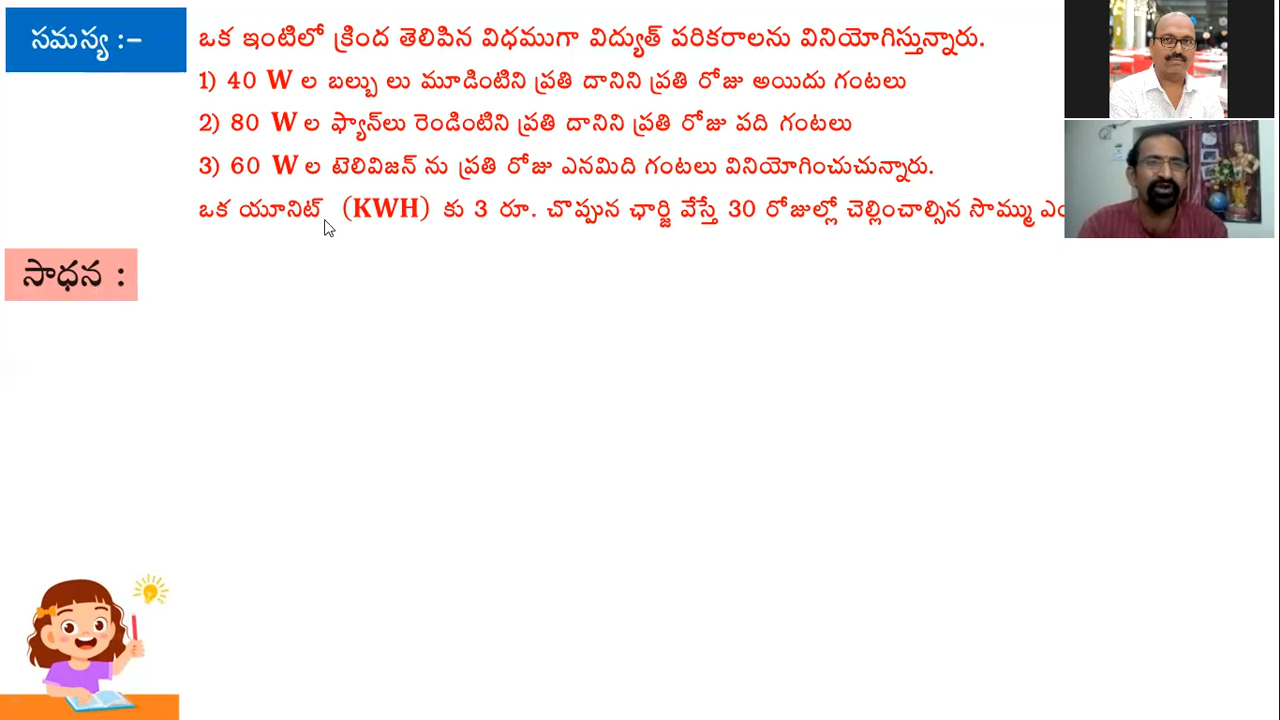 సమస్య :–
ఒక ఇంటిలో క్రింద తెలిపిన విధముగా విద్యుత్ పరికరాలను వినియోగిస్తున్నారు.
1) 40 W ల బల్బు లు మూడింటిని ప్రతి దానిని ప్రతి రోజు అయిదు గంటలు
2) 80 W ల ఫ్యాన్‌లు రెండింటిని ప్రతి దానిని ప్రతి రోజు పది గంటలు
3) 60 W ల టెలివిజన్ ను ప్రతి రోజు ఎనమిది గంటలు వినియోగించుచున్నారు.
ఒక యూనిట్ (KWH) కు 3 రూ. చొప్పున ఛార్జి వేస్తే 30 రోజుల్లో చెల్లించాల్సిన సొమ్ము
సాధన :